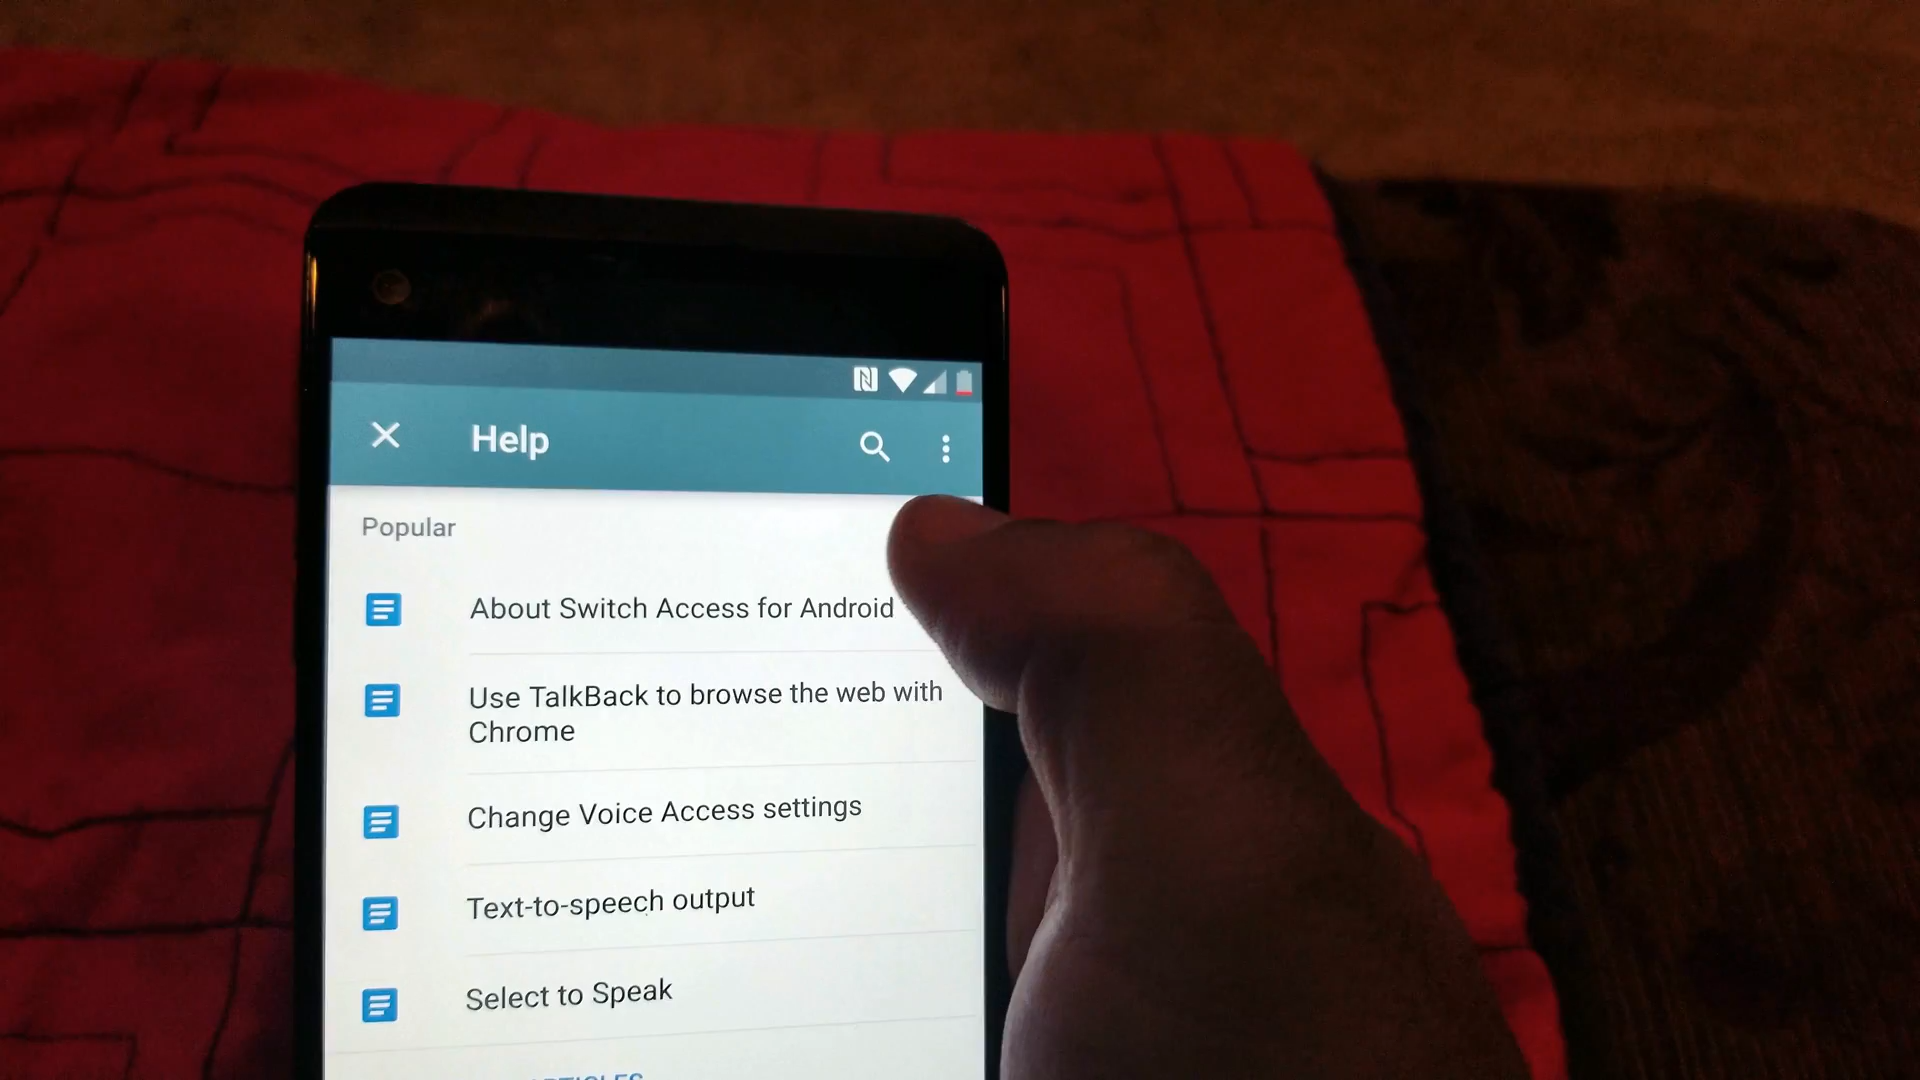 Help
Popular
About Switch Access for Android
Use TalkBack to browse the web with
Chrome
Change Voice Access settings
Text-to-speech output
Select to Speak